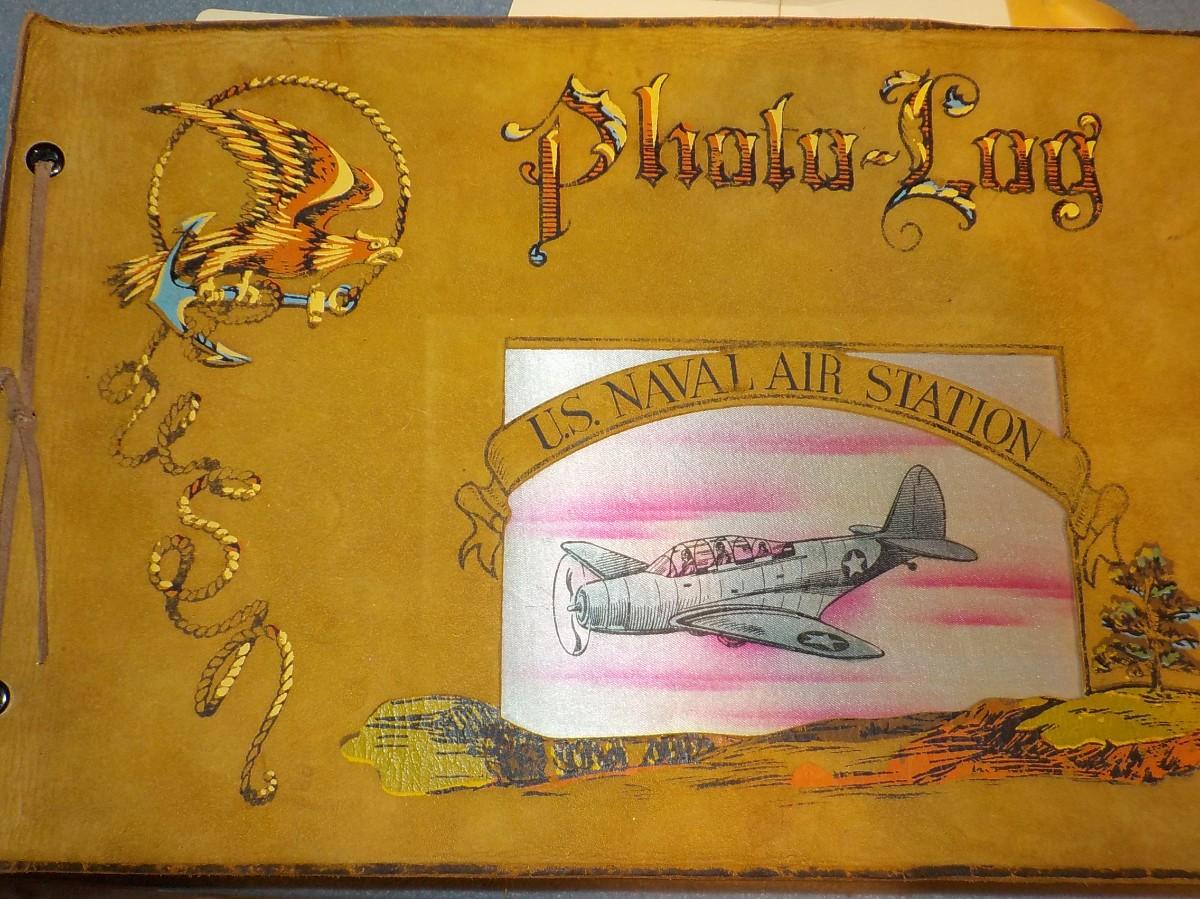 Photo-Log
U.S. NAVAL AIR STATION